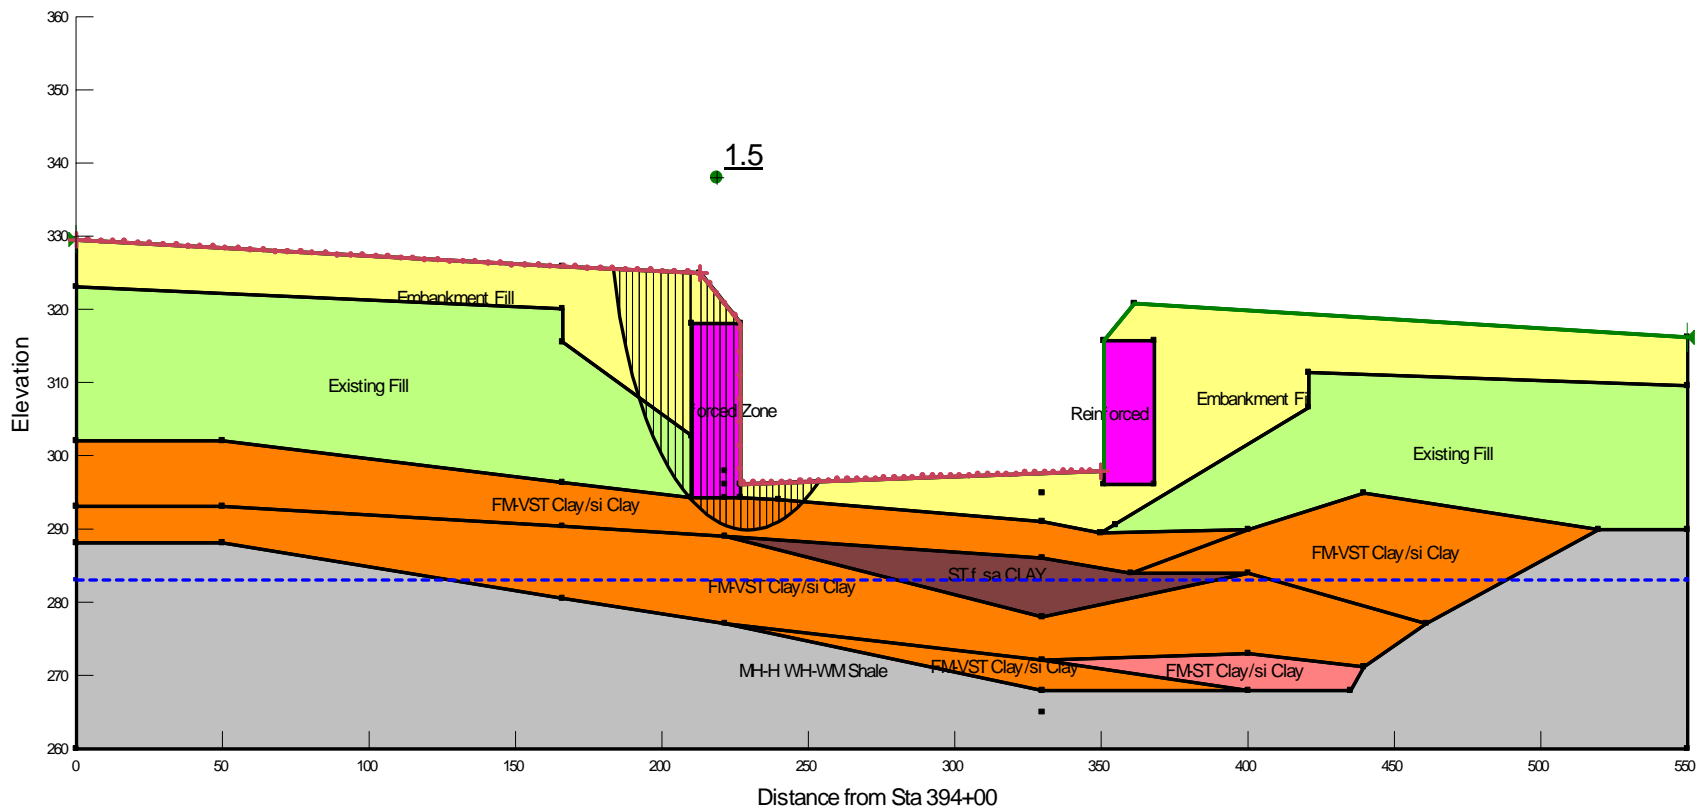 360
350
340
330
320
310
300
290
280
270
260
Elevation
1.5
Embankment Fill
Existing Fill
forced Zone
Reinforced
Embankment Fi
Existing Fill
FM-VST Clay/si Clay
FM-VST Clay/si Clay
ST f sa CLAY
FM-VST Clay/si Clay
MH-H WH-WM Shale
FM-VST Clay/si Clay
FM-ST Clay/si Clay
0
50
100
150
200
250
300
350
400
450
500
550
Distance from Sta 394+00